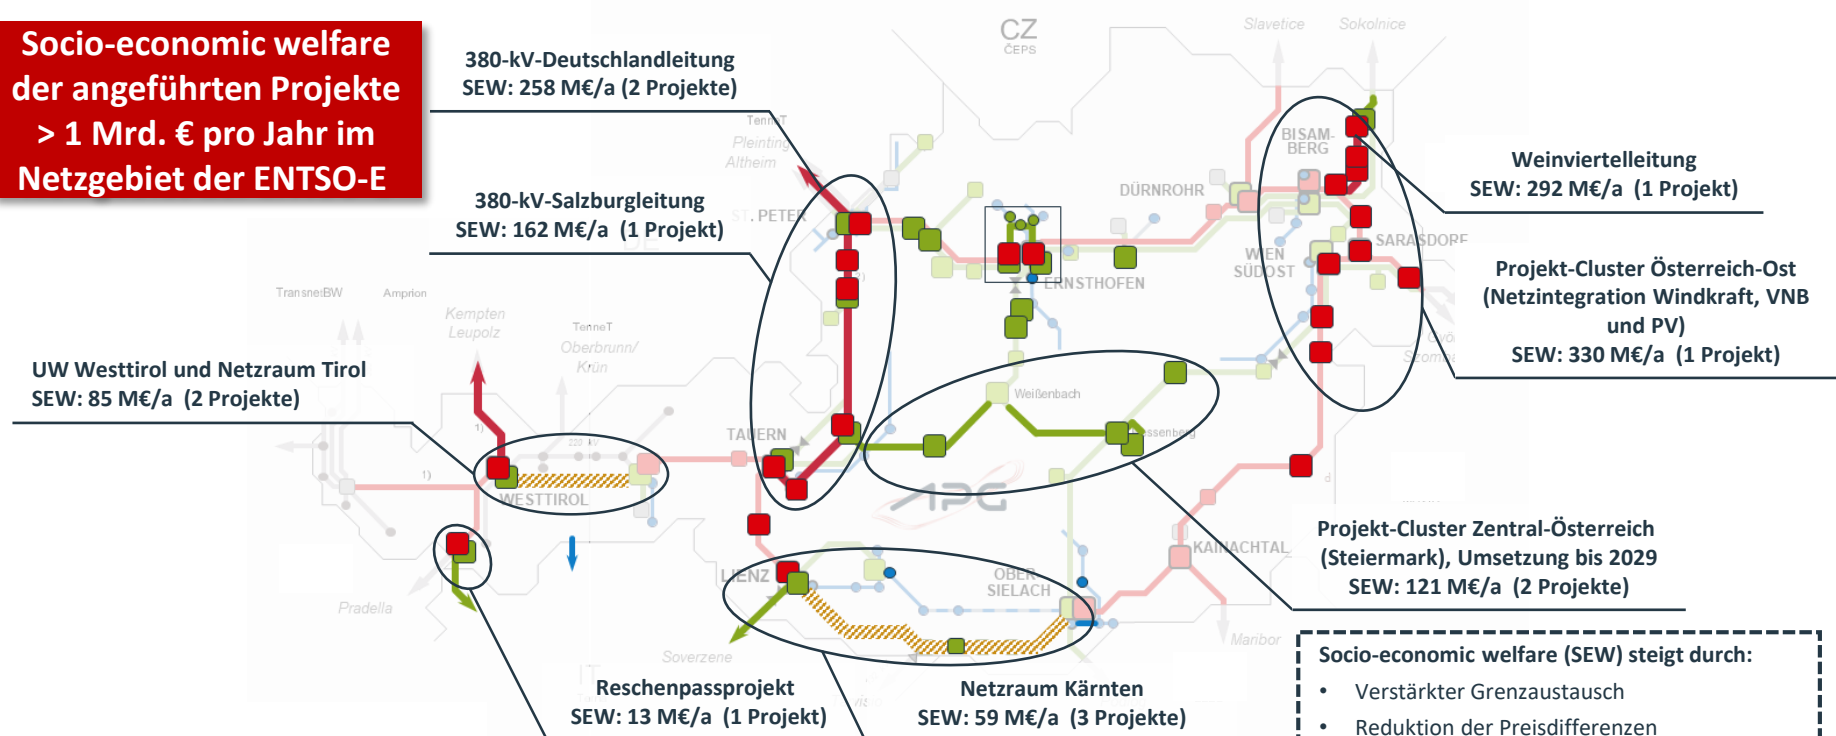 Socio-economic welfare
der angeführten Projekte
> 1 Mrd. € pro Jahr im
Netzgebiet der ENTSO-E
380-kV-Deutschlandleitung
SEW: 258 M€/a (2 Projekte)
380-kV-Salzburgleitung
SEW: 162 M€/a (1 Projekt)
UW Westtirol und Netzraum Tirol
SEW: 85 M€/a (2 Projekte)
CZ
ČEPS
Slavetice
Sokolnice
TenneT
Pleinting
Altheim
ST. PETER
DE
BISAM-
BERG
DÜRNROHR
WIEN
SÜDOST
SARASDORF
ERNSTHOFEN
Weinviertelleitung
SEW: 292 M€/a (1 Projekt)
Projekt-Cluster Österreich-Ost
(Netzintegration Windkraft, VNB
und PV)
SEW: 330 M€/a (1 Projekt)
TransnetBW
Amprion
Kempten
Leupolz
TenneT
Oberbrunn/
Krün
Weißenbach
TAUERN
1)
220 kV
1)
WESTTIROL
APG
Pradella
LIENZ
OBER-
SIELACH
KAINACHTAL
Maribor
Soverzene
IT
Projekt-Cluster Zentral-Österreich
(Steiermark), Umsetzung bis 2029
SEW: 121 M€/a (2 Projekte)
Reschenpassprojekt
SEW: 13 M€/a (1 Projekt)
Netzraum Kärnten
SEW: 59 M€/a (3 Projekte)
Socio-economic welfare (SEW) steigt durch:
• Verstärkter Grenzaustausch
• Reduktion der Preisdifferenzen